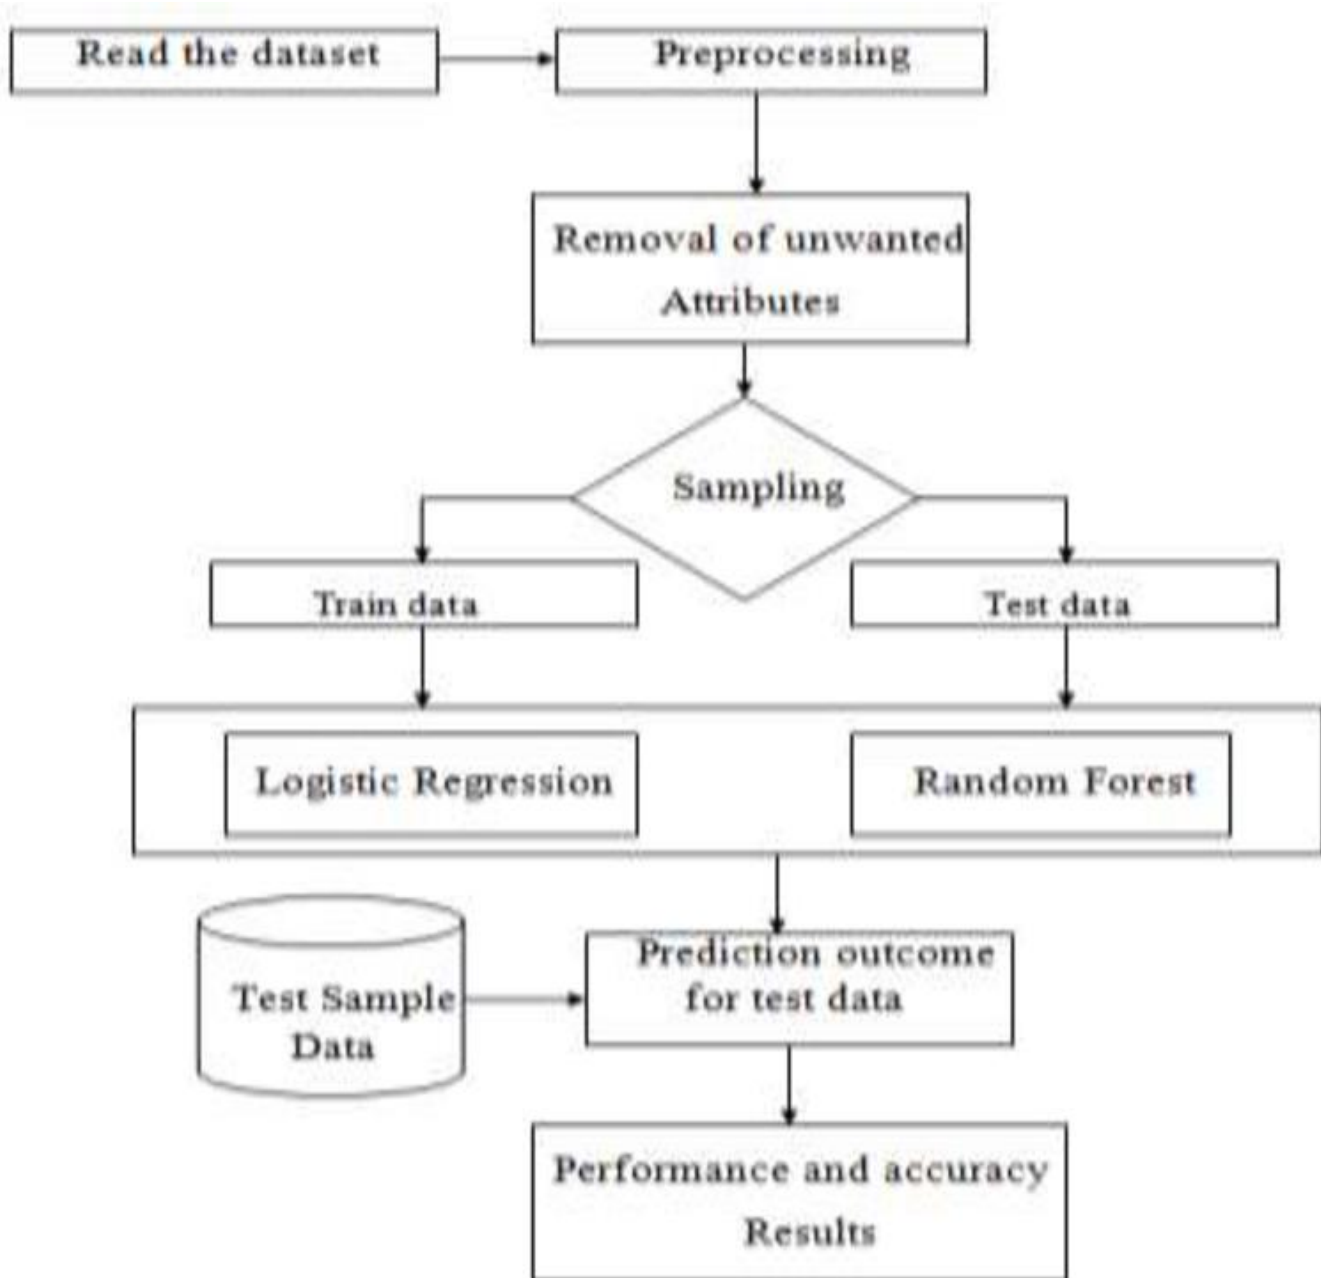 Read the dataset
Preprocessing
Removal of unwanted
Attributes
Sampling
Train data
Test data
Logistic Regression
Random Forest
Prediction outcome
for test data
Test Sample
Data
Performance and accuracy
Results